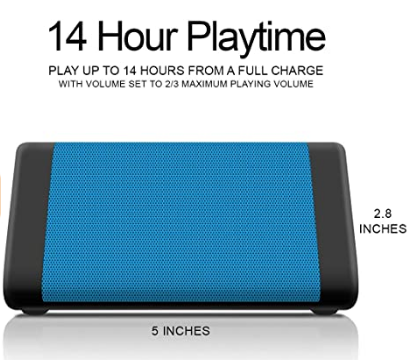 14 Hour Playtime
PLAY UP TO 14 HOURS FROM A FULL CHARGE
WITH VOLUME SET TO 2/3 MAXIMUM PLAYING VOLUME
2.8
INCHES
5 INCHES